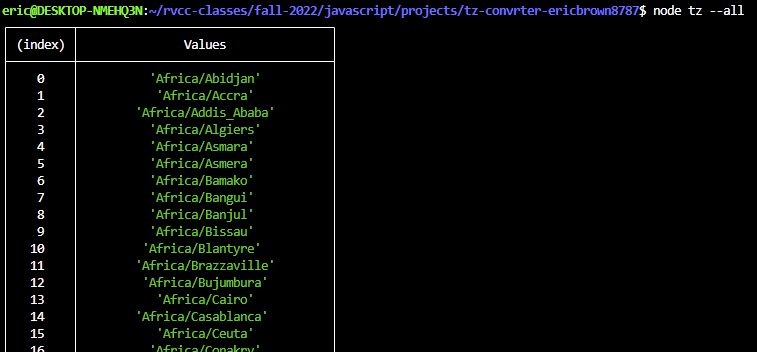 eric@DESKTOP-NMEHQ3N:~/rvcc-classes/fall-2022/javascript/projects/tz-convrter-ericbrown8787$ node tz --all
(index) Values
0 'Africa/Abidjan'
1 'Africa/Accra'
2 'Africa/Addis_Ababa'
3 'Africa/Algiers'
4 'Africa/Asmara'
5 'Africa/Asmera'
6 'Africa/Bamako'
7 'Africa/Bangui'
8 'Africa/Banjul'
9 'Africa/Bissau'
10 'Africa/Blantyre'
11 'Africa/Brazzaville'
12 'Africa/Bujumbura'
13 'Africa/Cairo'
14 'Africa/Casablanca'
15 'Africa/Ceuta'
16 'Africa/Conakry'